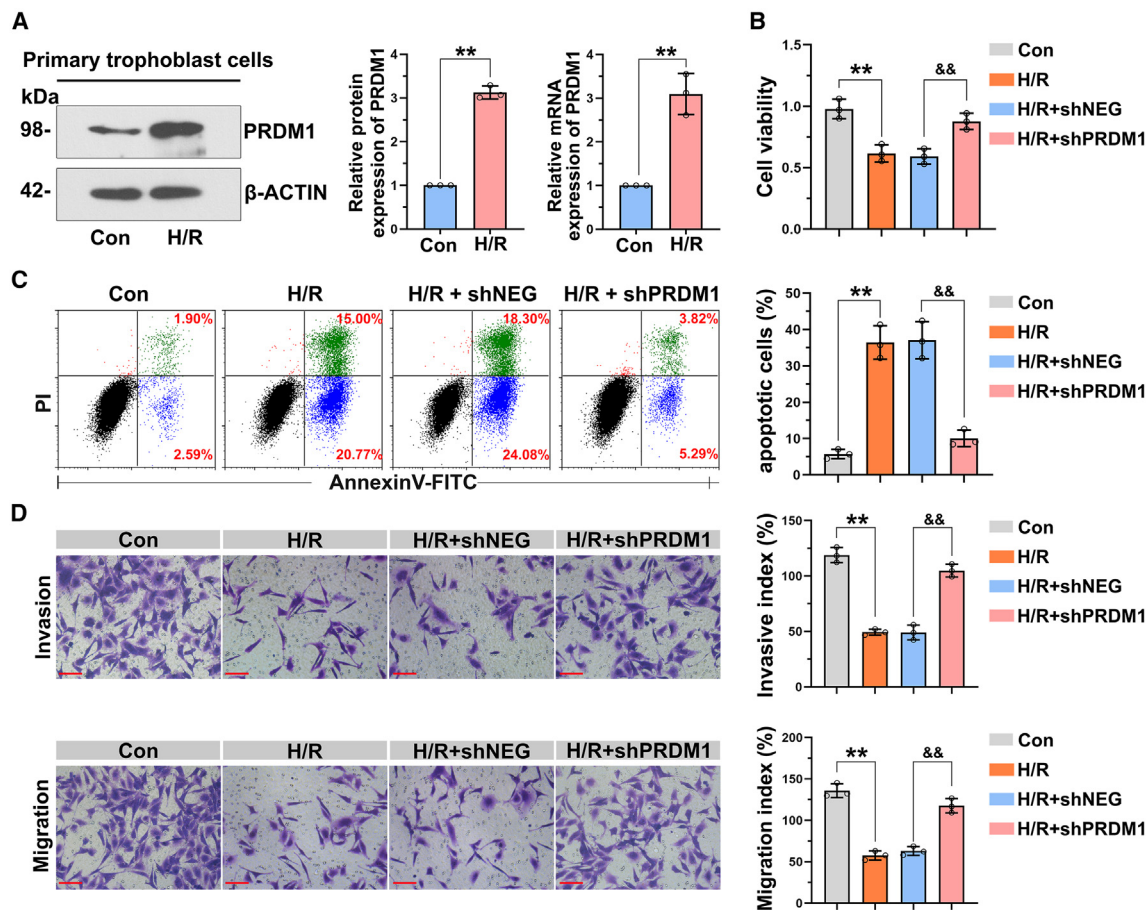 A
Primary trophoblast cells
kDa
98-
PRDM1
42-
β-ACTIN
Con H/R
Relative protein
expression of PRDM1
4
3
2
1
0
**
Con H/R
Relative mRNA
expression of PRDM1
4
3
2
1
0
**
Con H/R
B
Cell viability
1.5
1.0
0.5
0.0
**
&&
Con
H/R
H/R+shNEG
H/R+shPRDM1
C
Con H/R H/R + shNEG H/R + shPRDM1
1.90% 15.00% 18.30% 3.82%
PI
2.59% 20.77% 24.08% 5.29%
AnnexinV-FITC
apoptotic cells (%)
50
40
30
20
10
0
**
&&
Con
H/R
H/R+shNEG
H/R+shPRDM1
D
Con H/R H/R+shNEG H/R+shPRDM1
Invasion
Invasive index (%)
150
100
50
0
**
&&
Con
H/R
H/R+shNEG
H/R+shPRDM1
Con H/R H/R+shNEG H/R+shPRDM1
Migration
Migration index (%)
200
150
100
50
0
**
&&
Con
H/R
H/R+shNEG
H/R+shPRDM1